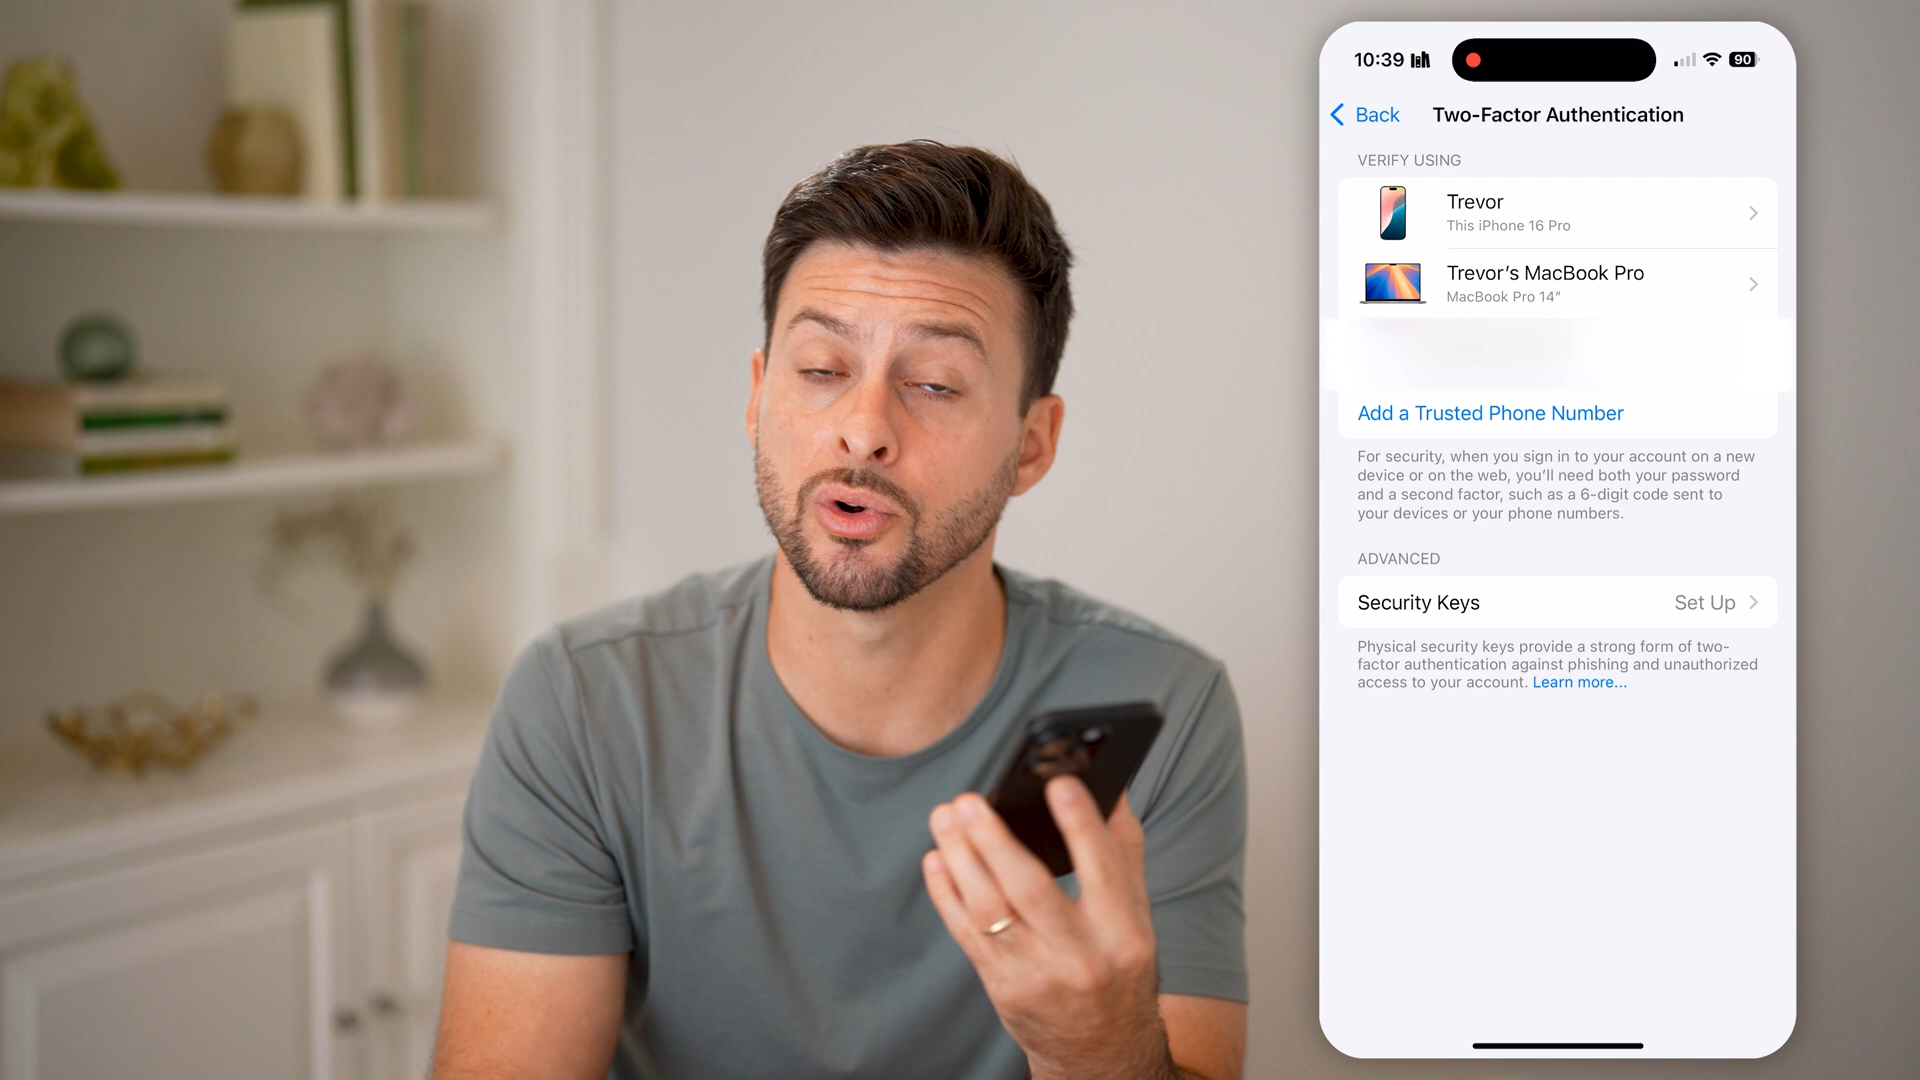 10:39
90
Back
Two-Factor Authentication
VERIFY USING
Trevor
This iPhone 16 Pro
Trevor’s MacBook Pro
MacBook Pro 14”
Add a Trusted Phone Number
For security, when you sign in to your account on a new
device or on the web, you’ll need both your password
and a second factor, such as a 6-digit code sent to
your devices or your phone numbers.
ADVANCED
Security Keys
Set Up
Physical security keys provide a strong form of two-
factor authentication against phishing and unauthorized
access to your account. Learn more...